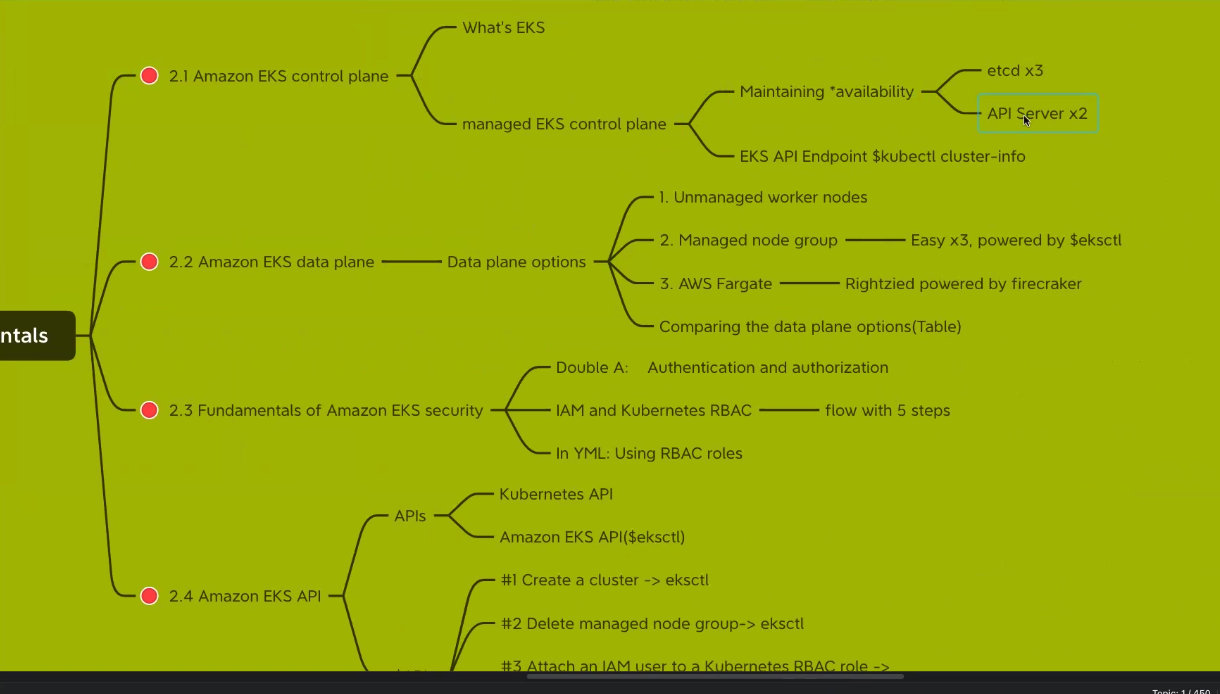 What's EKS
2.1 Amazon EKS control plane
etcd x3
Maintaining *availability
API Server x2
managed EKS control plane
EKS API Endpoint $kubectl cluster-info
1. Unmanaged worker nodes
2. Managed node group
Easy x3, powered by $eksctl
2.2 Amazon EKS data plane
Data plane options
3. AWS Fargate
Rightzied powered by firecraker
Comparing the data plane options(Table)
ntals
Double A: Authentication and authorization
2.3 Fundamentals of Amazon EKS security
IAM and Kubernetes RBAC
flow with 5 steps
In YML: Using RBAC roles
Kubernetes API
APIs
Amazon EKS API($eksctl)
#1 Create a cluster -> eksctl
2.4 Amazon EKS API
#2 Delete managed node group-> eksctl
#3 Attach an IAM user to a Kubernetes RBAC role ->
Topic: 1 / 450